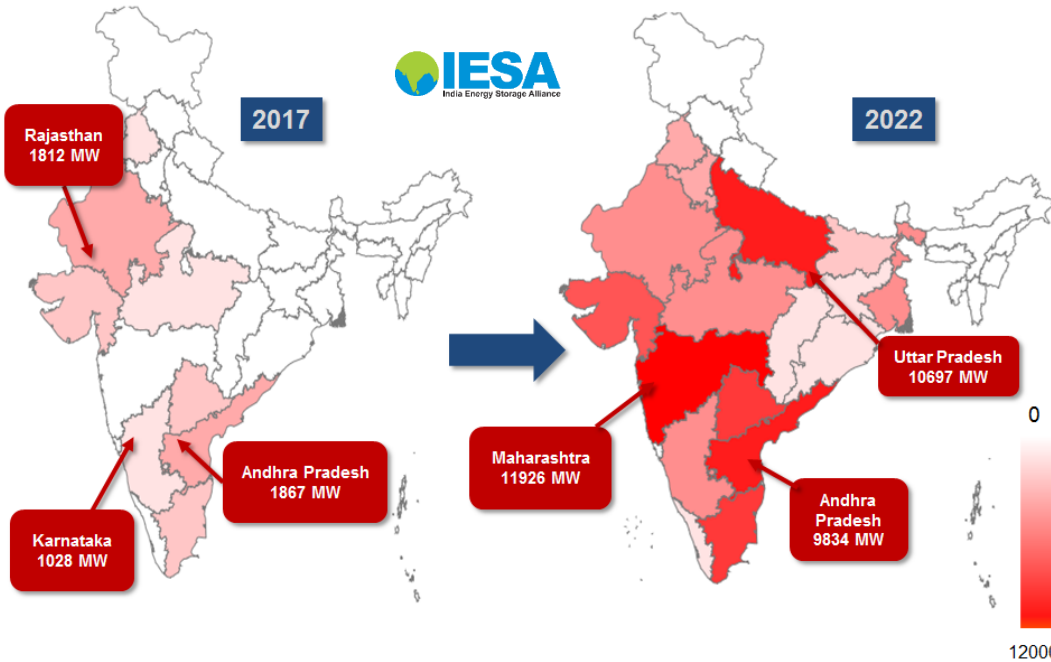 IESA
India Energy Storage Alliance
2017
2022
Rajasthan
1812 MW
Andhra Pradesh
1867 MW
Karnataka
1028 MW
Uttar Pradesh
10697 MW
Maharashtra
11926 MW
Andhra
Pradesh
9834 MW
0